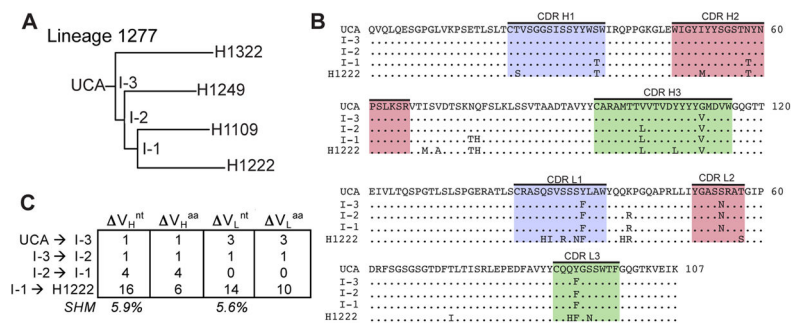 A
Lineage 1277
UCA
I-3
I-2
I-1
H1322
H1249
H1109
H1222
B
CDR H1 CDR H2
UCA QVQLQESGPGLVKPSETLSLTCTVSGGSISSYYWSWIRQPPGKGLEWIGYIYYSGSTNYN 60
I-3 ............................................................
I-2 ............................................................
I-1 ..................................T......................T..
H1222 ......................S...........T...............M......T..
CDR H3
UCA PSLKSRVTISVDTSKNQFSLKLSSVTAADTAVYYCARAMTTVVTVDYYYYGMDVWGQGTT 120
I-3 ..................................................V.........
I-2 .........................................L........V.........
I-1 ...............TH........................L........V.........
H1222 ........M.A....TH........................L....L...V.........
CDR L1 CDR L2
UCA EIVLTQSPGTLSLSPGERATLSCRASQSVSSSYLAWYQQKPGQAPRLLIYGASSRATGIP 60
I-3 ................................F....................N......
I-2 ................................F......R.............N......
I-1 ................................F......R.............N......
H1222 ..........................HI.R.NF.....HR................S...
CDR L3
UCA DRFSGSGSGTDFTLTISRLEPEDFAVYYCQQYGSSWTFGQGTKVEIK 107
I-3 ...............................F...............
I-2 ...............................F...............
I-1 ...............................F...............
H1222 ............I.................HF.N.............
C
ΔVHnt ΔVHaa ΔVLnt ΔVLaa
UCA → I-3 1 1 3 3
I-3 → I-2 1 1 1 1
I-2 → I-1 4 4 0 0
I-1 → H1222 16 6 14 10
SHM 5.9% 5.6%